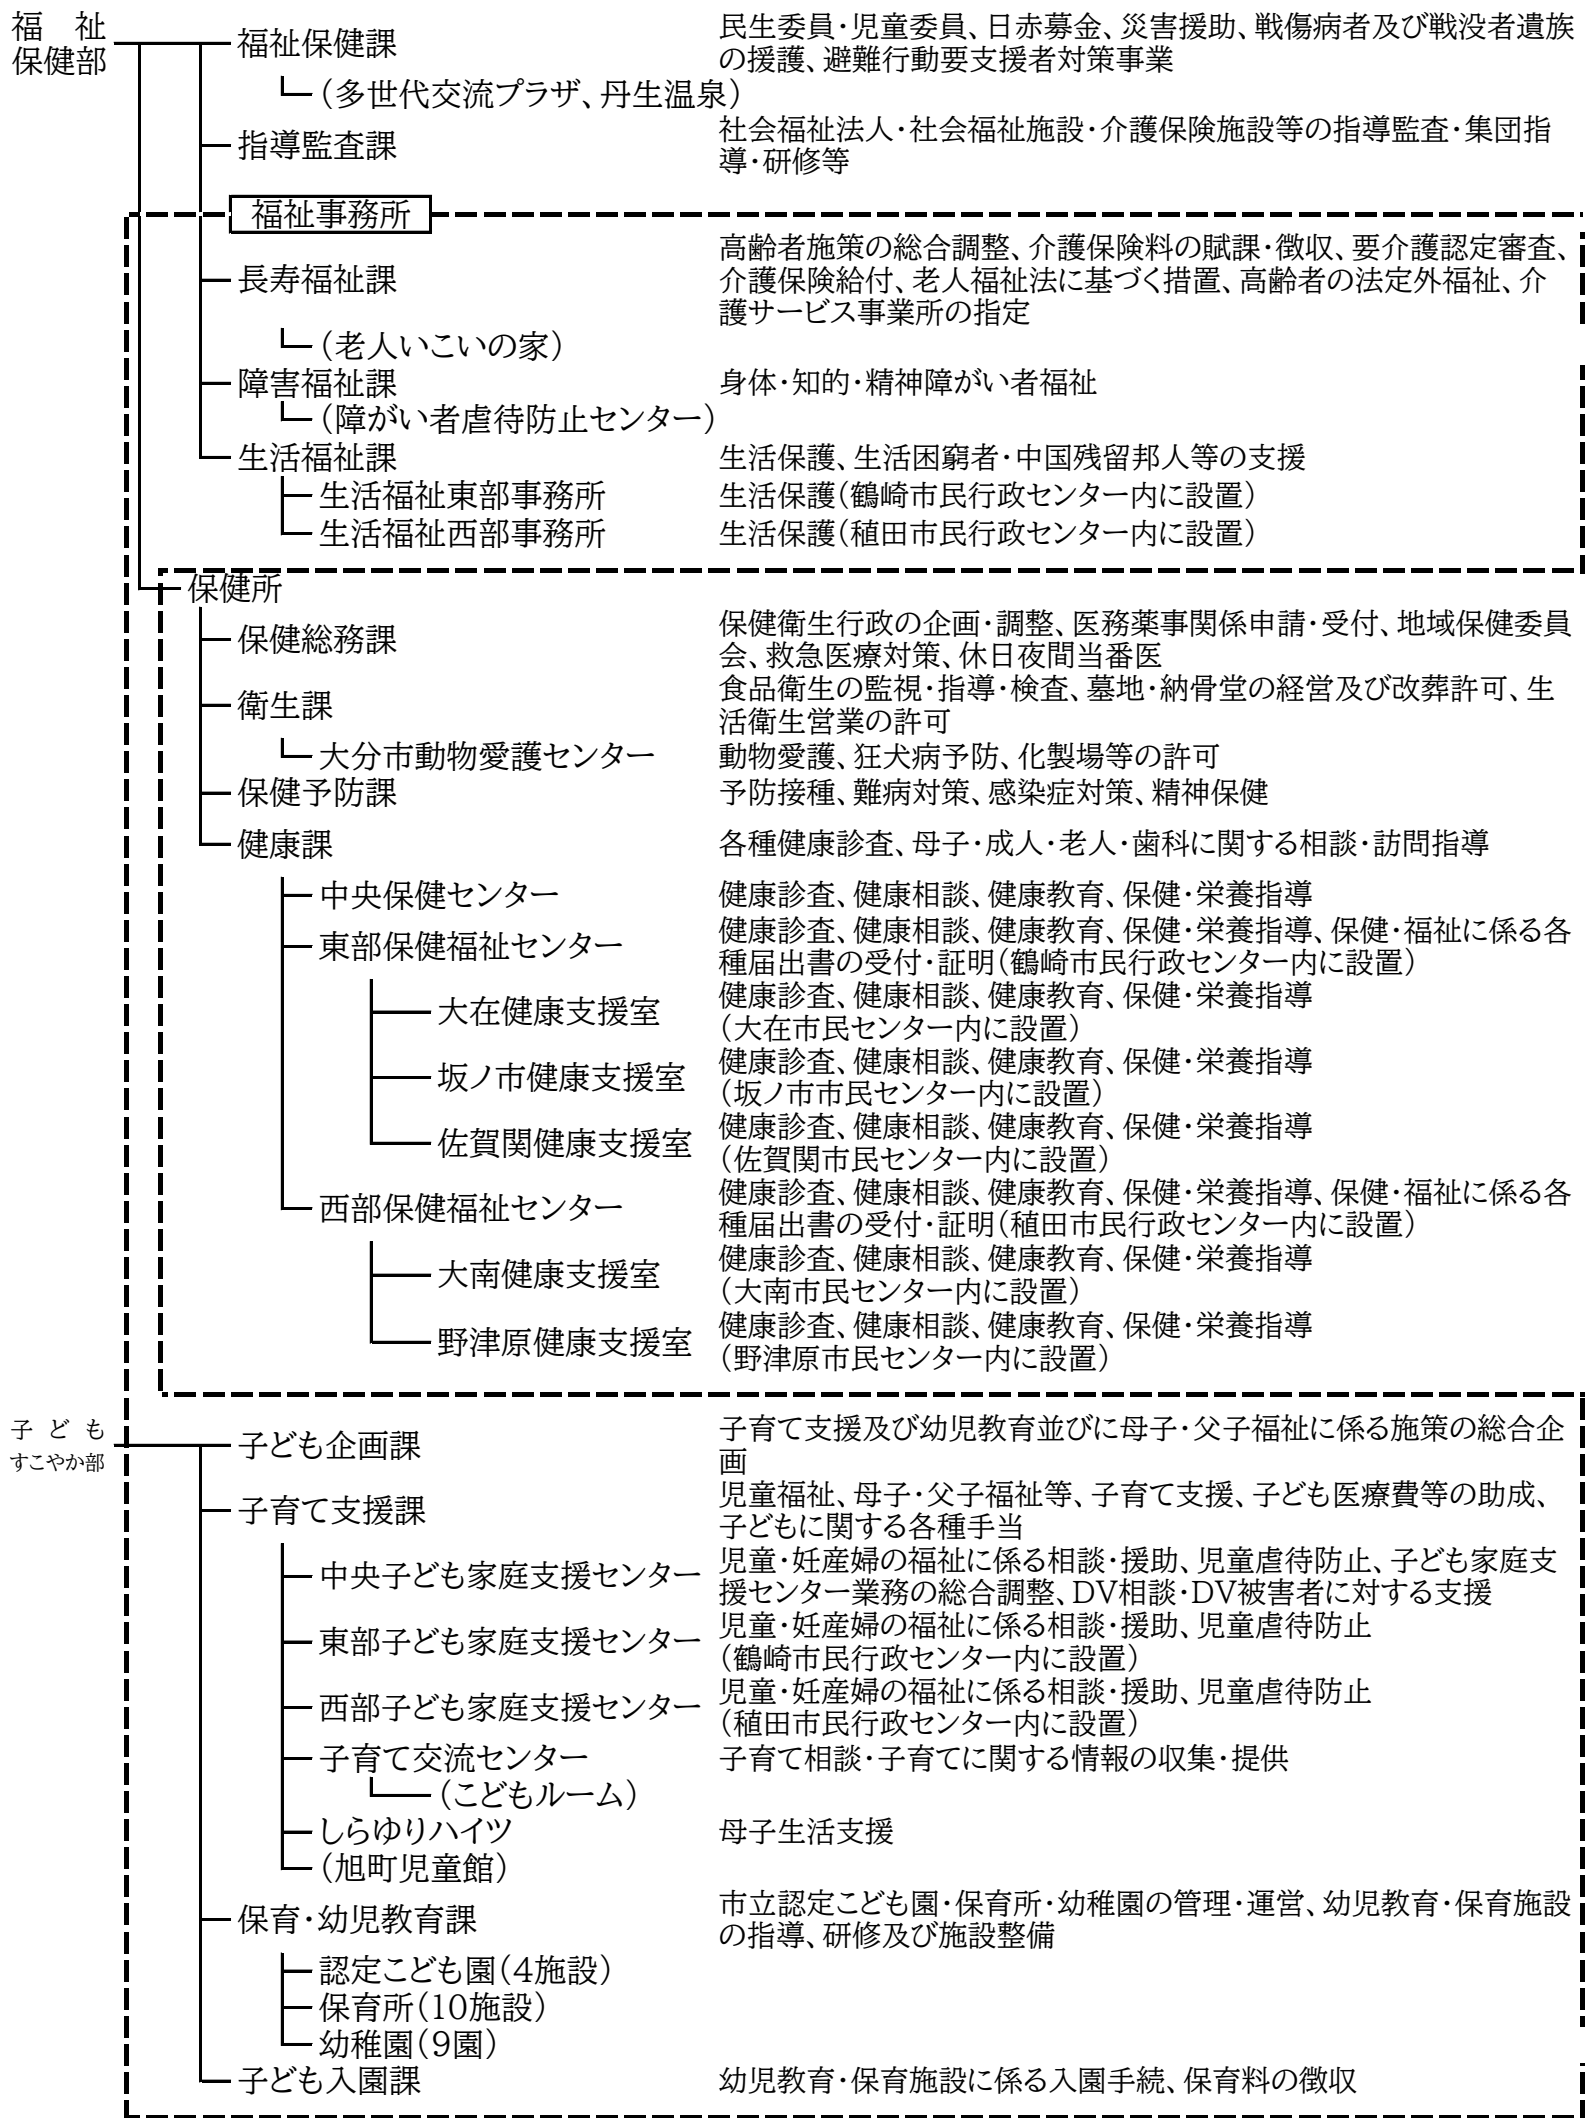 福　祉
保健部
福祉保健課
民生委員・児童委員、日赤募金、災害援助、戦傷病者及び戦没者遺族
の援護、避難行動要支援者対策事業
（多世代交流プラザ、丹生温泉）
指導監査課
社会福祉法人・社会福祉施設・介護保険施設等の指導監査・集団指
導・研修等
福祉事務所
長寿福祉課
高齢者施策の総合調整、介護保険料の賦課・徴収、要介護認定審査、
介護保険給付、老人福祉法に基づく措置、高齢者の法定外福祉、介
護サービス事業所の指定
（老人いこいの家）
障害福祉課
身体・知的・精神障がい者福祉
（障がい者虐待防止センター）
生活福祉課
生活保護、生活困窮者・中国残留邦人等の支援
生活福祉東部事務所
生活保護（鶴崎市民行政センター内に設置）
生活福祉西部事務所
生活保護（稙田市民行政センター内に設置）
保健所
保健総務課
保健衛生行政の企画・調整、医務薬事関係申請・受付、地域保健委員
会、救急医療対策、休日夜間当番医
衛生課
食品衛生の監視・指導・検査、墓地・納骨堂の経営及び改葬許可、生
活衛生営業の許可
大分市動物愛護センター
動物愛護、狂犬病予防、化製場等の許可
保健予防課
予防接種、難病対策、感染症対策、精神保健
健康課
各種健康診査、母子・成人・老人・歯科に関する相談・訪問指導
中央保健センター
健康診査、健康相談、健康教育、保健・栄養指導
東部保健福祉センター
健康診査、健康相談、健康教育、保健・栄養指導、保健・福祉に係る各
種届出書の受付・証明（鶴崎市民行政センター内に設置）
大在健康支援室
健康診査、健康相談、健康教育、保健・栄養指導
（大在市民センター内に設置）
坂ノ市健康支援室
健康診査、健康相談、健康教育、保健・栄養指導
（坂ノ市市民センター内に設置）
佐賀関健康支援室
健康診査、健康相談、健康教育、保健・栄養指導
（佐賀関市民センター内に設置）
西部保健福祉センター
健康診査、健康相談、健康教育、保健・栄養指導、保健・福祉に係る各
種届出書の受付・証明（稙田市民行政センター内に設置）
大南健康支援室
健康診査、健康相談、健康教育、保健・栄養指導
（大南市民センター内に設置）
野津原健康支援室
健康診査、健康相談、健康教育、保健・栄養指導
（野津原市民センター内に設置）
子　ど　も
すこやか部
子ども企画課
子育て支援及び幼児教育並びに母子・父子福祉に係る施策の総合企
画
子育て支援課
児童福祉、母子・父子福祉等、子育て支援、子ども医療費等の助成、
子どもに関する各種手当
中央子ども家庭支援センター
児童・妊産婦の福祉に係る相談・援助、児童虐待防止、子ども家庭支
援センター業務の総合調整、DV相談・DV被害者に対する支援
東部子ども家庭支援センター
児童・妊産婦の福祉に係る相談・援助、児童虐待防止
（鶴崎市民行政センター内に設置）
西部子ども家庭支援センター
児童・妊産婦の福祉に係る相談・援助、児童虐待防止
（稙田市民行政センター内に設置）
子育て交流センター
子育て相談・子育てに関する情報の収集・提供
（こどもルーム）
しらゆりハイツ
母子生活支援
（旭町児童館）
保育・幼児教育課
市立認定こども園・保育所・幼稚園の管理・運営、幼児教育・保育施設
の指導、研修及び施設整備
認定こども園（4施設）
保育所（10施設）
幼稚園（9園）
子ども入園課
幼児教育・保育施設に係る入園手続、保育料の徴収